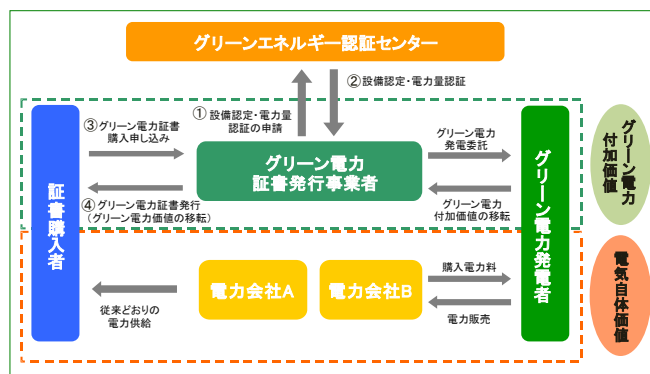 グリーンエネルギー認証センター
①設備認定・電力量
認証の申請
②設備認定・電力量認証
③グリーン電力証書
購入申し込み
グリーン電力
証書発行事業者
グリーン電力
発電委託
④グリーン電力証書発行
(グリーン電力価値の移転)
グリーン電力
付加価値の移転
証書購入者
グリーン電力発電者
グリーン電力
付加価値
電力会社A
電力会社B
購入電力料
電力販売
従来どおりの
電力供給
電気自体価値